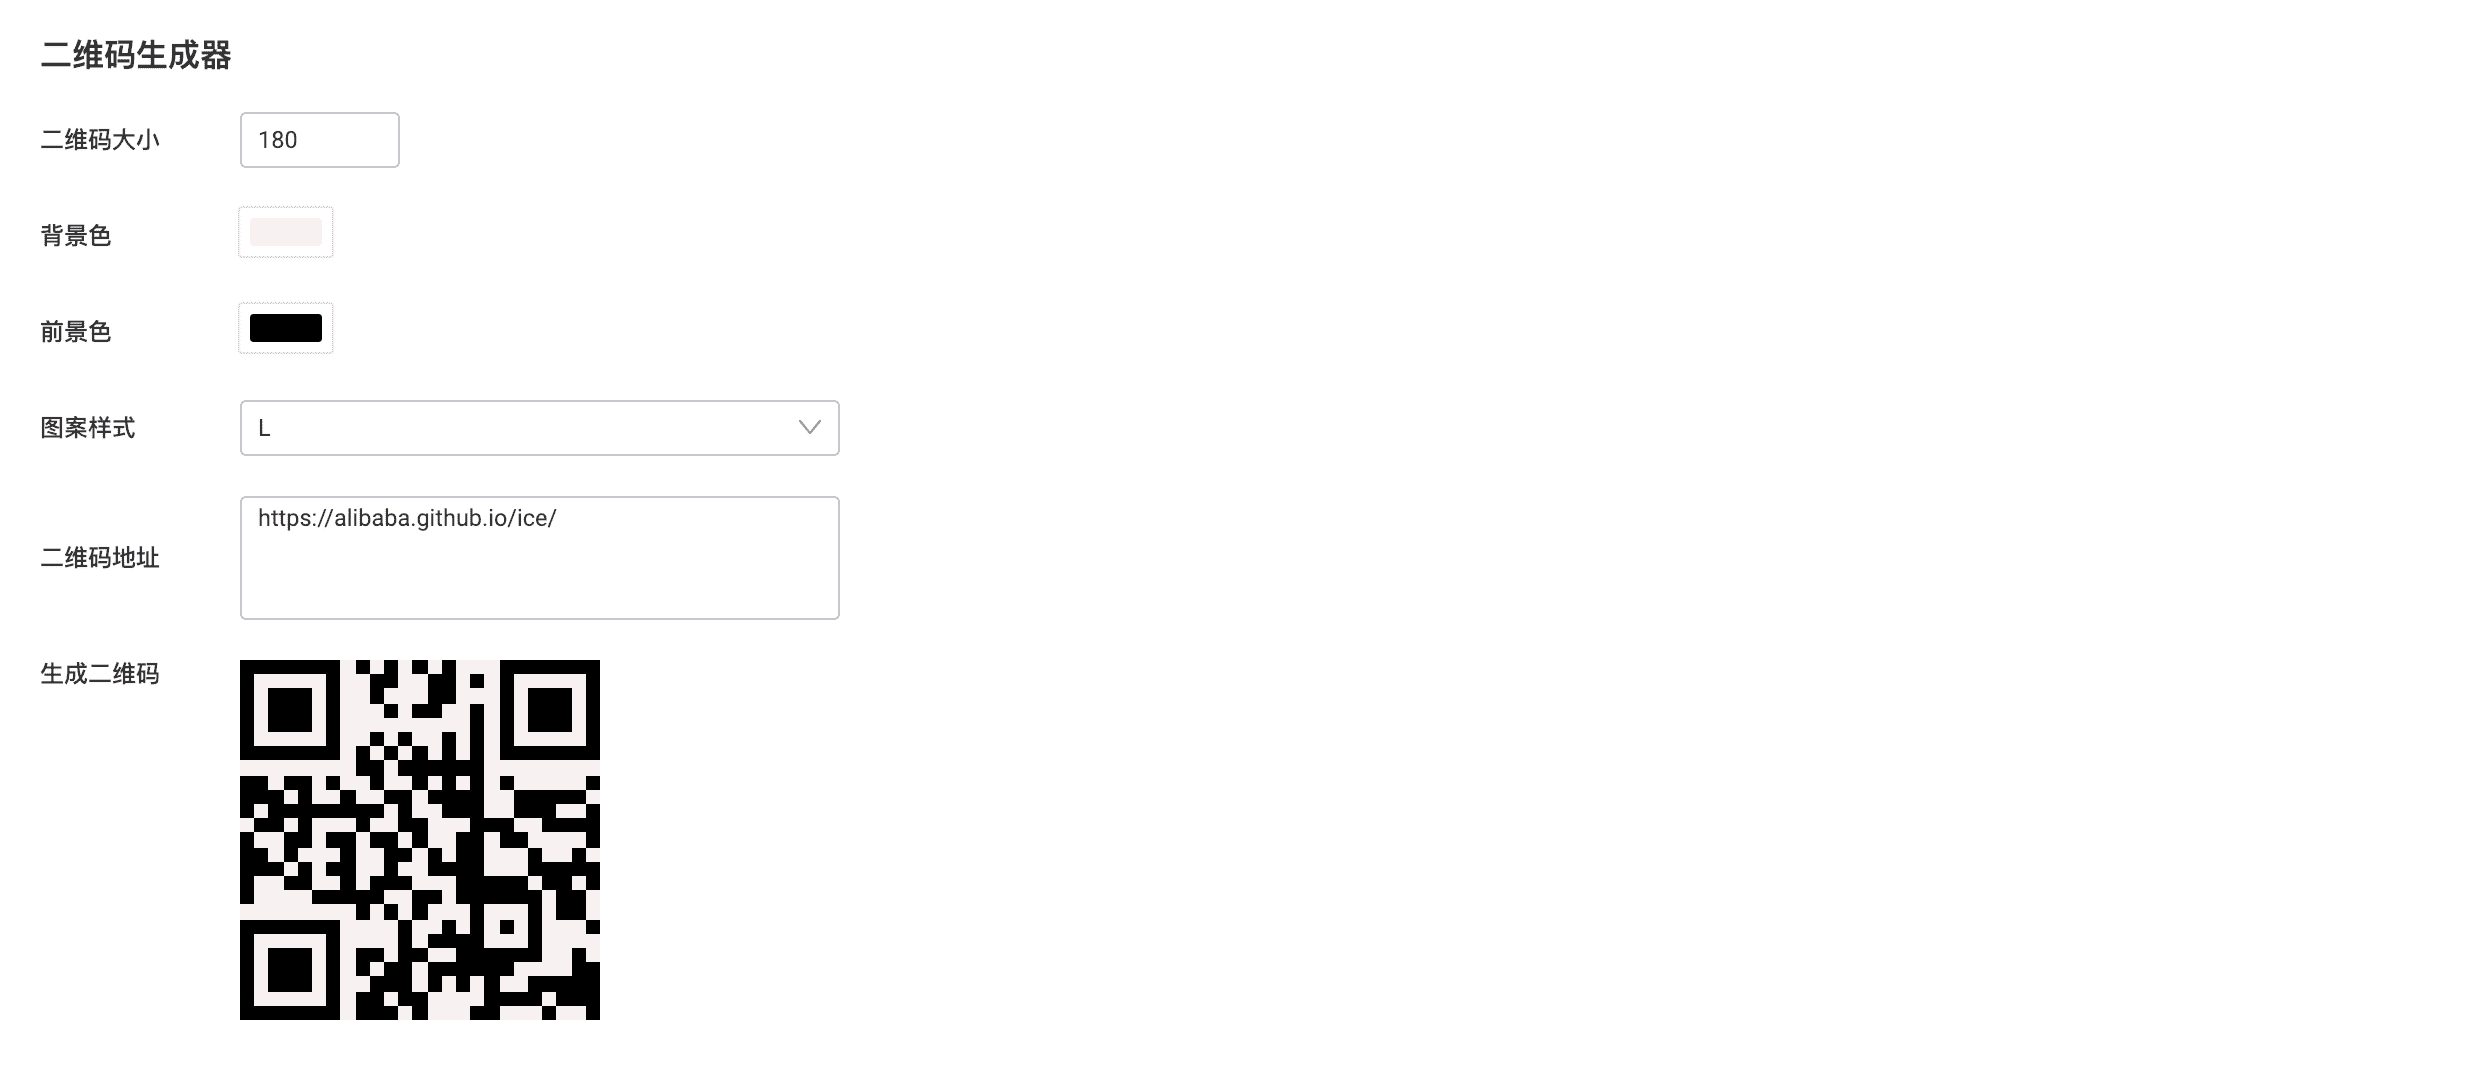 二维码生成器
二维码大小
180
背景色
前景色
图案样式
L
二维码地址
https://alibaba.github.io/ice/
生成二维码